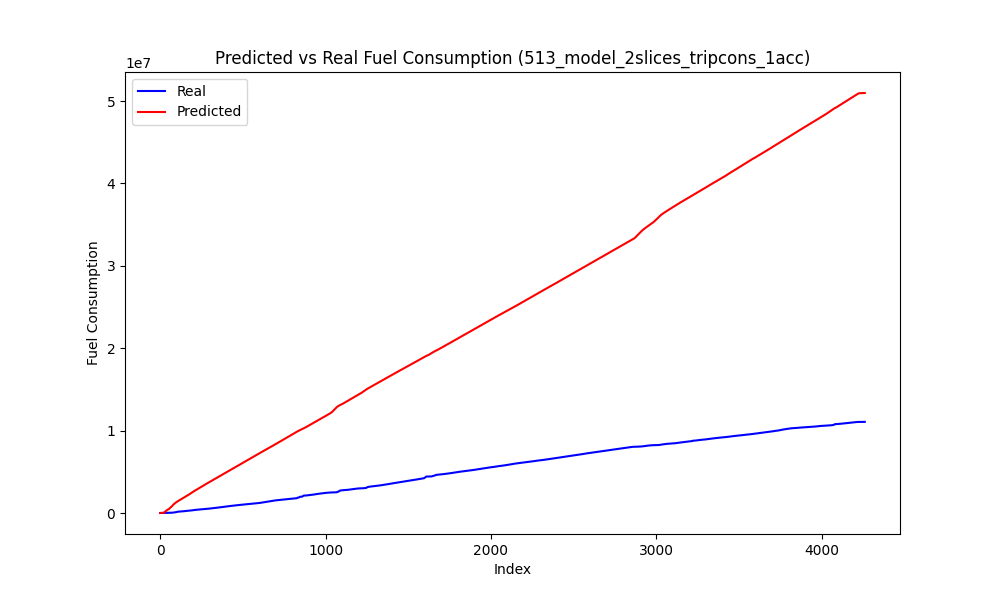 Predicted vs Real Fuel Consumption (513_model_2slices_tripcons_1acc)
1e7
Real
Predicted
5
4
3
2
1
0
Fuel Consumption
0 1000 2000 3000 4000
Index